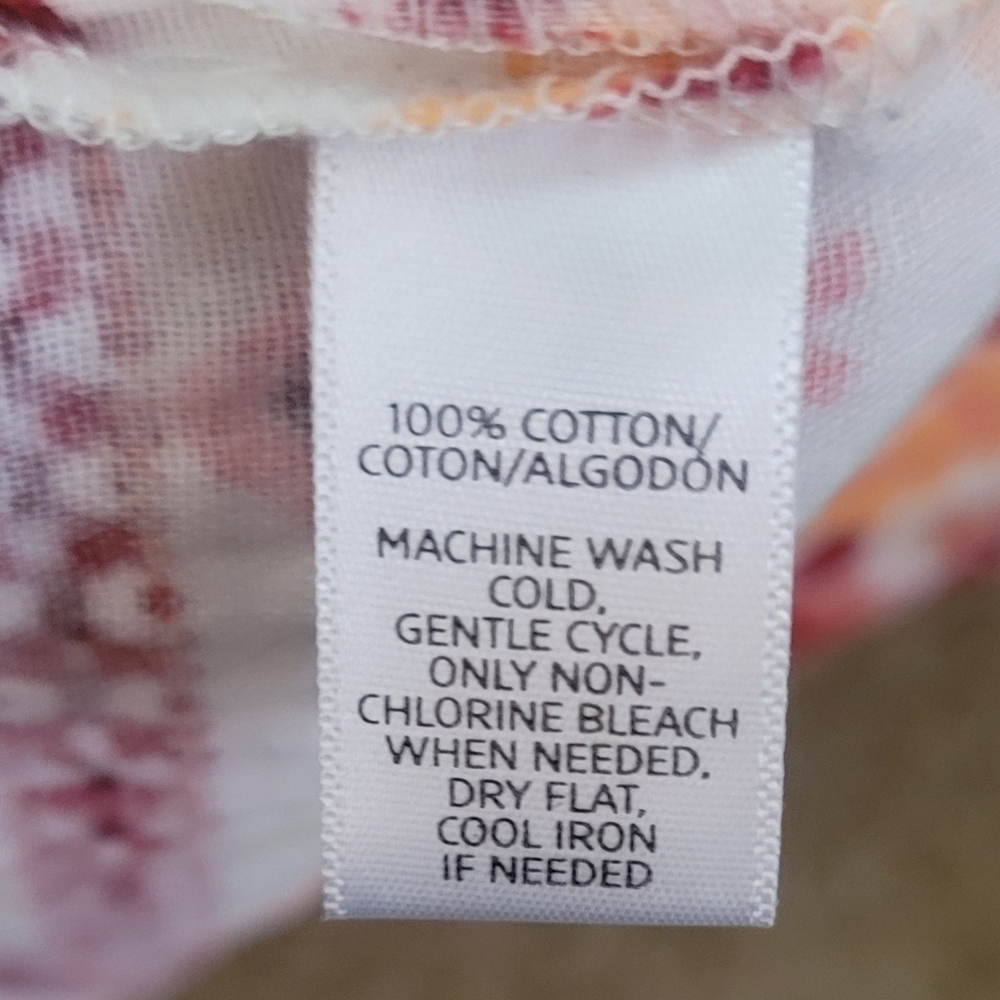 100% COTTON/
COTON/ALGODÓN
MACHINE WASH
COLD,
GENTLE CYCLE,
ONLY NON-
CHLORINE BLEACH
WHEN NEEDED.
DRY FLAT,
COOL IRON
IF NEEDED